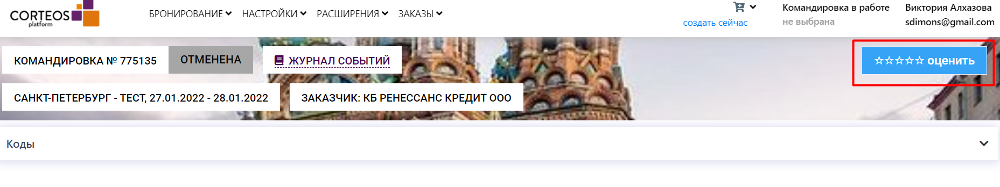 CORTEOS
platform
БРОНИРОВАНИЕ НАСТРОЙКИ РАСШИРЕНИЯ ЗАКАЗЫ
создать сейчас
Командировка в работе
не выбрана
Виктория Алхазова
sdimons@gmail.com
КОМАНДИРОВКА № 775135 ОТМЕНЕНА ЖУРНАЛ СОБЫТИЙ
☆☆☆☆☆ оценить
САНКТ-ПЕТЕРБУРГ - ТЕСТ, 27.01.2022 - 28.01.2022 ЗАКАЗЧИК: КБ РЕНЕССАНС КРЕДИТ ООО
Коды